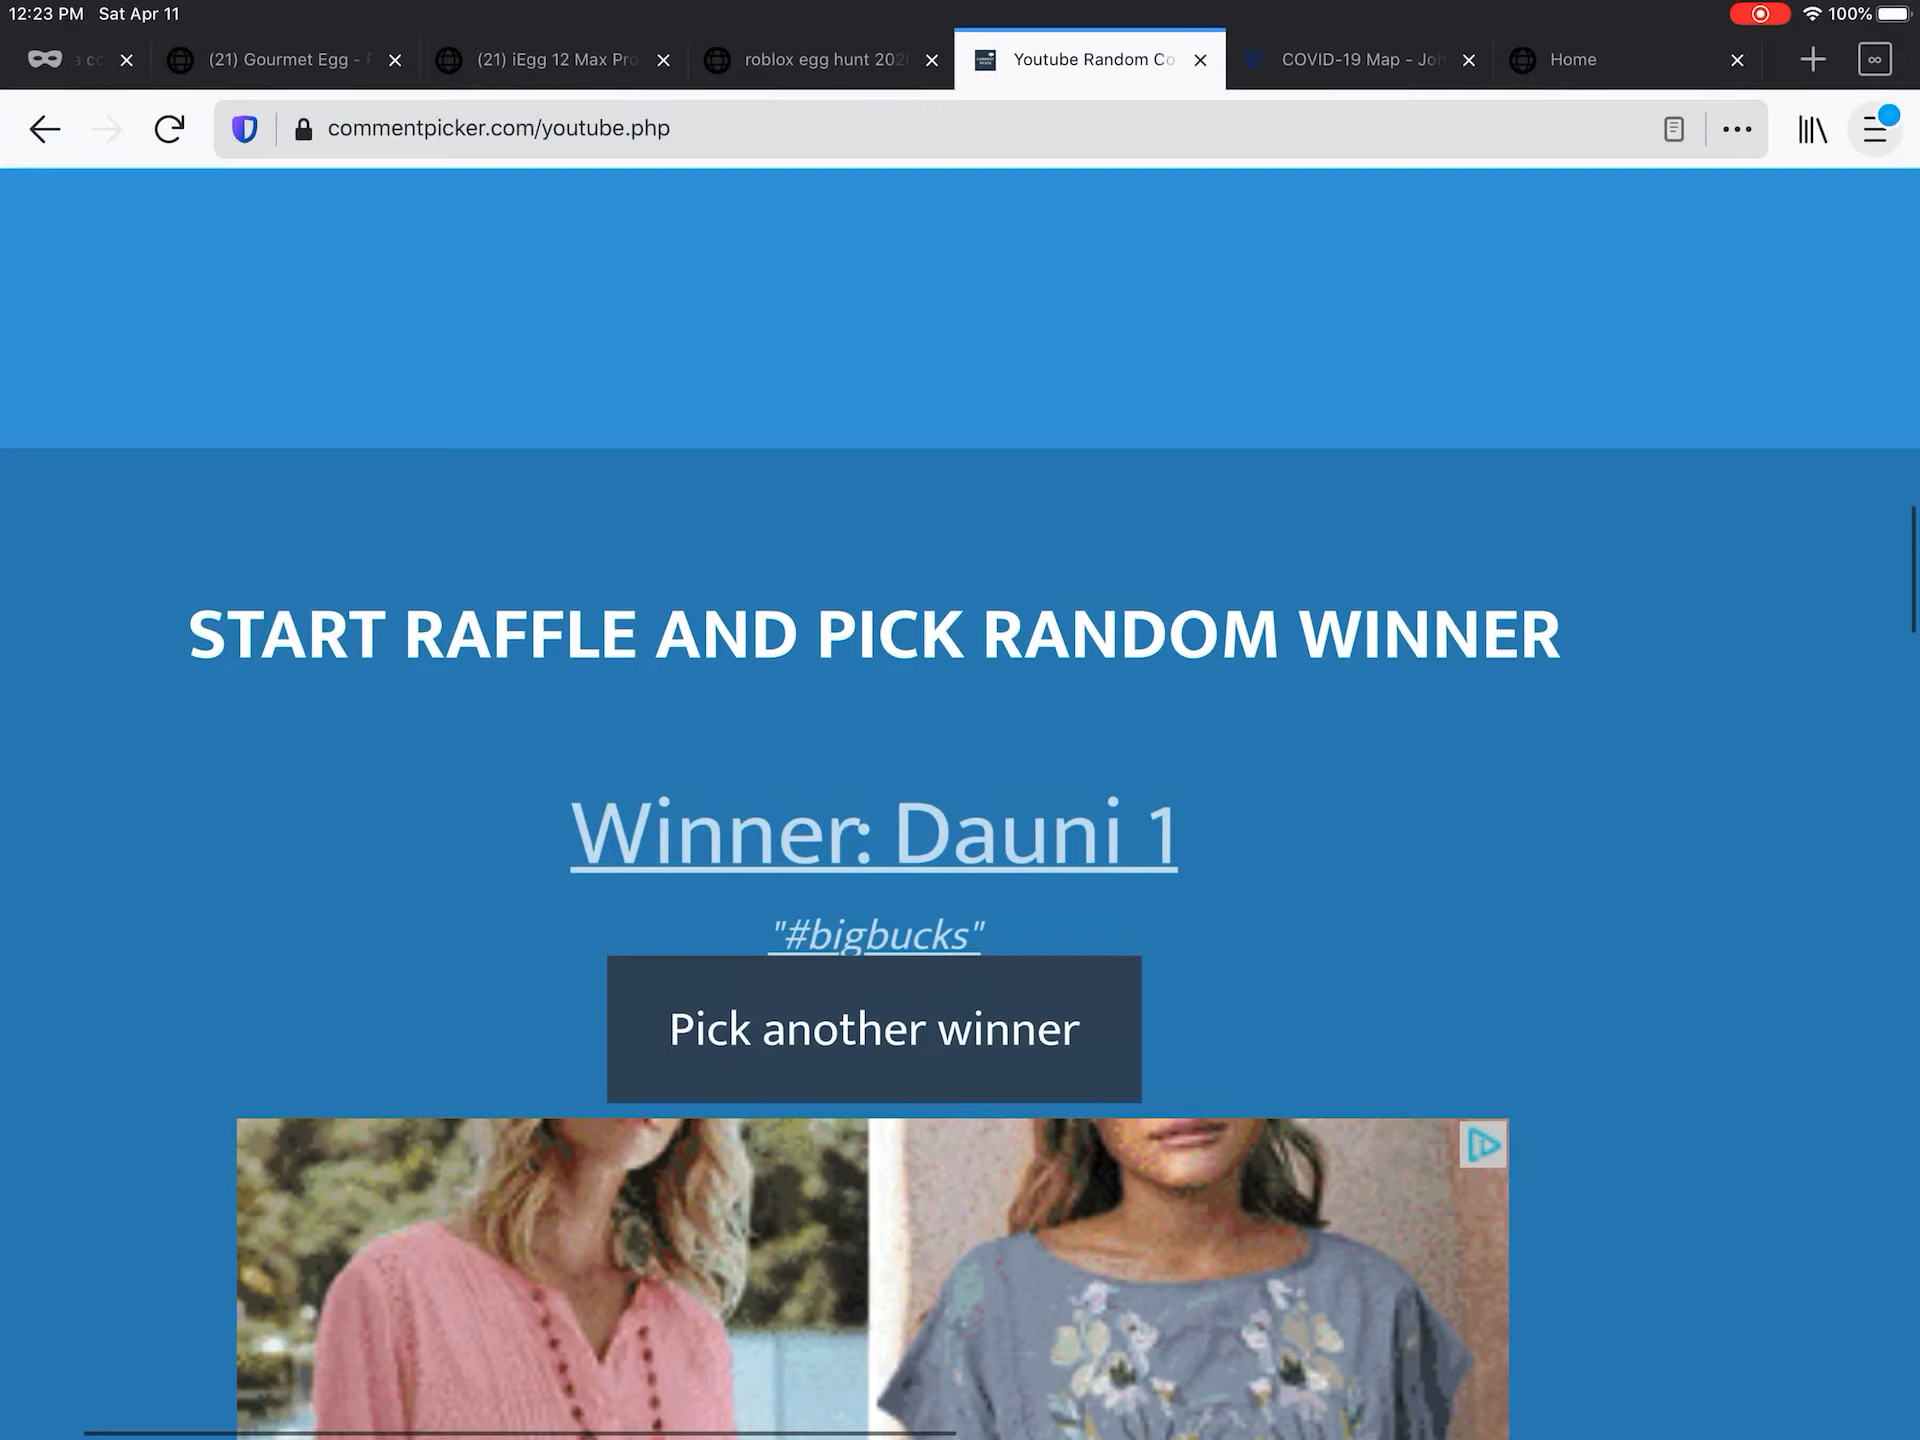 12:23 PM Sat Apr 11
100%
(21) Gourmet Egg -
(21) iEgg 12 Max Pro
roblox egg hunt 202
Youtube Random Co
COVID-19 Map - Joh
Home
commentpicker.com/youtube.php
START RAFFLE AND PICK RANDOM WINNER
Winner: Dauni 1
"#bigbucks"
Pick another winner